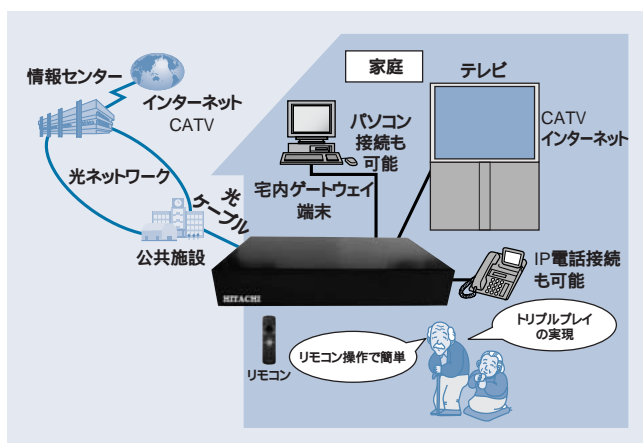 情報センター
インターネット
CATV
光ネットワーク
公共施設
光
ケーブル
家庭
テレビ
パソコン
接続も
可能
CATV
インターネット
宅内ゲートウェイ
端末
HITACHI
IP電話接続
も可能
リモコン
リモコン操作で簡単
トリプルプレイ
の実現